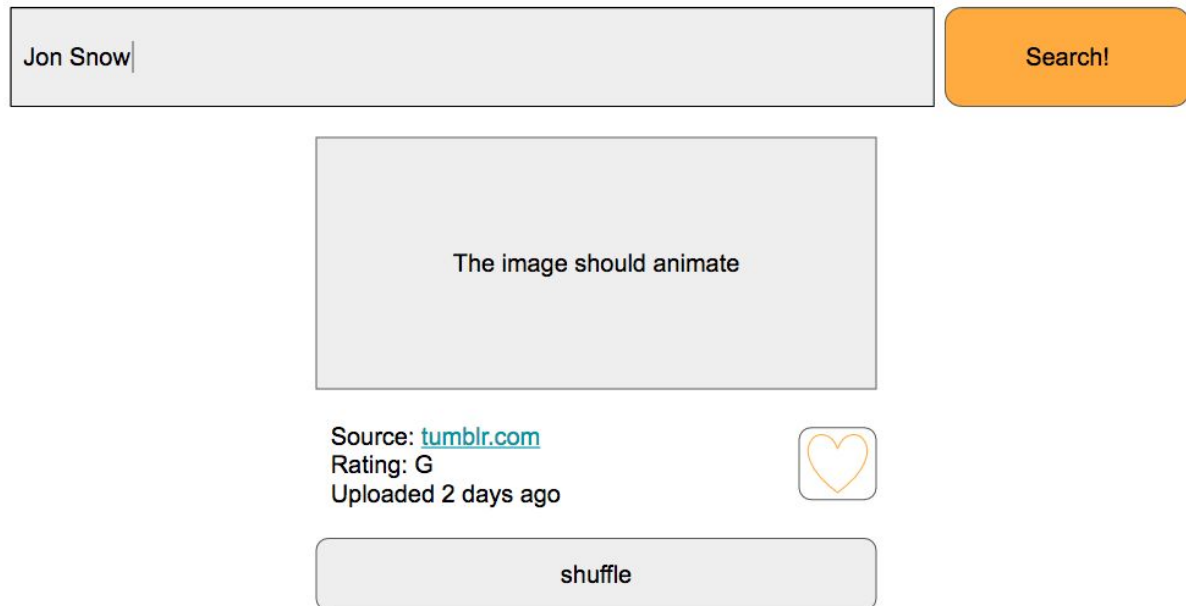 Jon Snow
Search!
The image should animate
Source: tumblr.com
Rating: G
Uploaded 2 days ago
shuffle